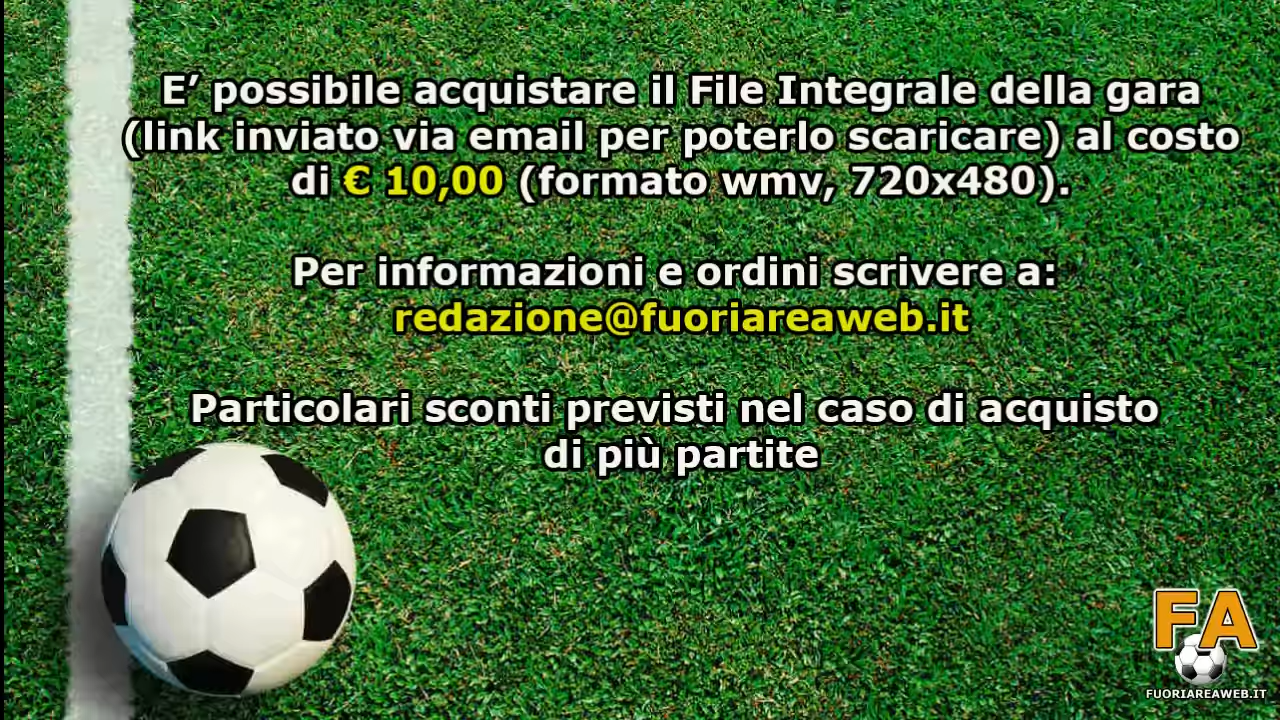 E’ possibile acquistare il File Integrale della gara
(link inviato via email per poterlo scaricare) al costo
di € 10,00 (formato wmv, 720x480).
Per informazioni e ordini scrivere a:
redazione@fuoriareaweb.it
Particolari sconti previsti nel caso di acquisto
di più partite
FA
FUORIAREAWEB.IT